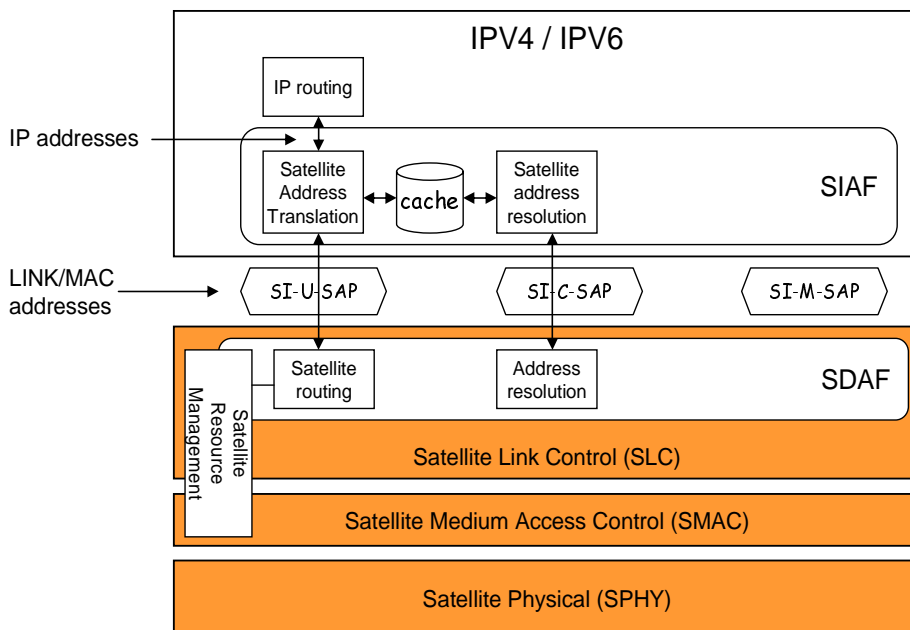 IPV4 / IPV6
IP routing
IP addresses
Satellite
Address
Translation
cache
Satellite
address
resolution
SIAF
LINK/MAC
addresses
SI-U-SAP
SI-C-SAP
SI-M-SAP
Satellite
routing
Address
resolution
SDAF
Satellite
Resource
Management
Satellite Link Control (SLC)
Satellite Medium Access Control (SMAC)
Satellite Physical (SPHY)